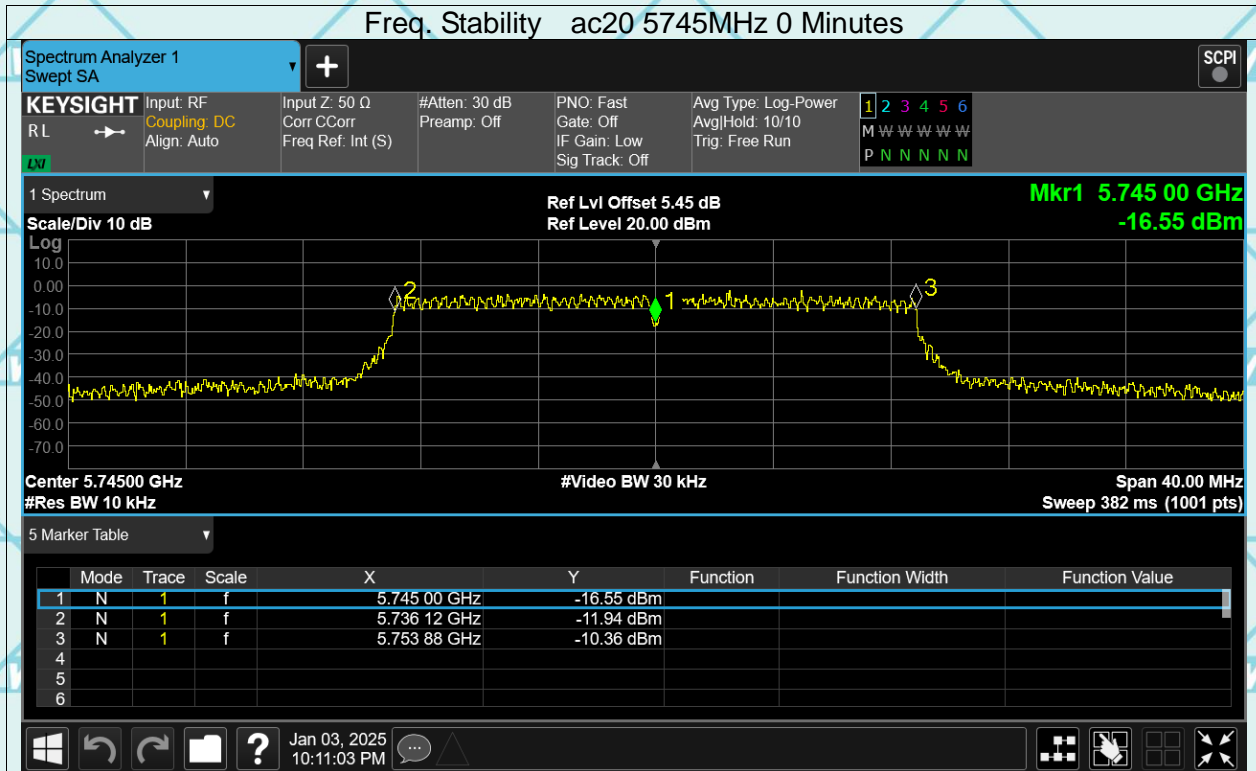 Freq. Stability ac20 5745MHz 0 Minutes
Spectrum Analyzer 1
Swept SA
+
SCPI
KEYSIGHT Input: RF Input Z: 50 Ω #Atten: 30 dB PNO: Fast Avg Type: Log-Power 1 2 3 4 5 6
R L Coupling: DC Corr CCorr Preamp: Off Gate: Off Avg|Hold: 10/10 M W W W W W
Align: Auto Freq Ref: Int (S) IF Gain: Low Trig: Free Run P N N N N N
LXI Sig Track: Off
1 Spectrum Ref Lvl Offset 5.45 dB Mkr1 5.745 00 GHz
Scale/Div 10 dB Ref Level 20.00 dBm -16.55 dBm
Log
10.0
0.00 2 3
-10.0 1
-20.0
-30.0
-40.0
-50.0
-60.0
-70.0
Center 5.74500 GHz #Video BW 30 kHz Span 40.00 MHz
#Res BW 10 kHz Sweep 382 ms (1001 pts)
5 Marker Table
Mode Trace Scale X Y Function Function Width Function Value
1 N 1 f 5.745 00 GHz -16.55 dBm
2 N 1 f 5.736 12 GHz -11.94 dBm
3 N 1 f 5.753 88 GHz -10.36 dBm
4
5
6
? Jan 03, 2025
10:11:03 PM